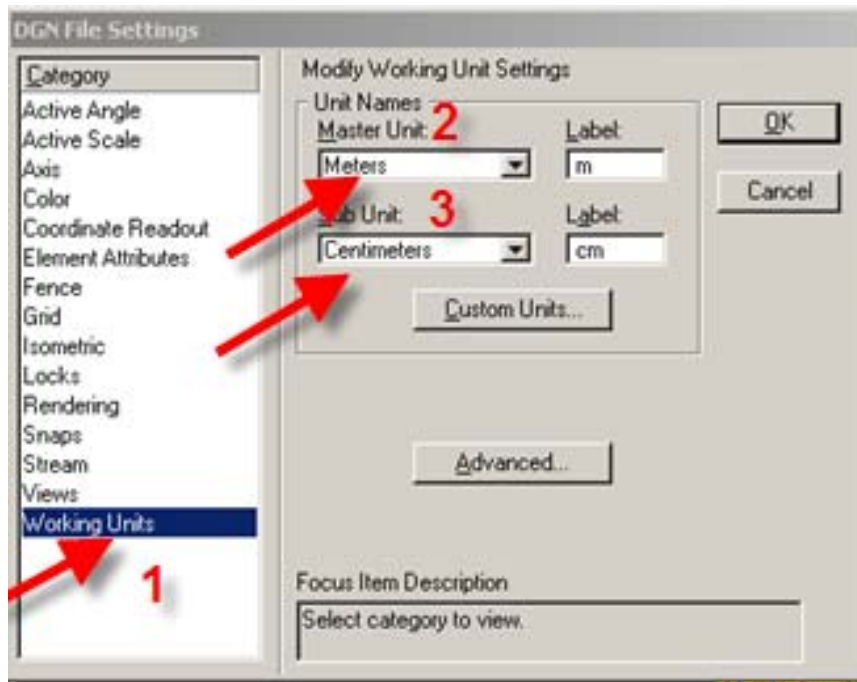 DGN File Settings
Category
Active Angle
Active Scale
Axis
Color
Coordinate Readout
Element Attributes
Fence
Grid
Isometric
Locks
Rendering
Snaps
Stream
Views
Working Units
1
Modify Working Unit Settings
Unit Names
Master Unit: 2 Label:
Meters m
Sub Unit: 3 Label:
Centimeters cm
Custom Units...
Advanced...
OK
Cancel
Focus Item Description
Select category to view.